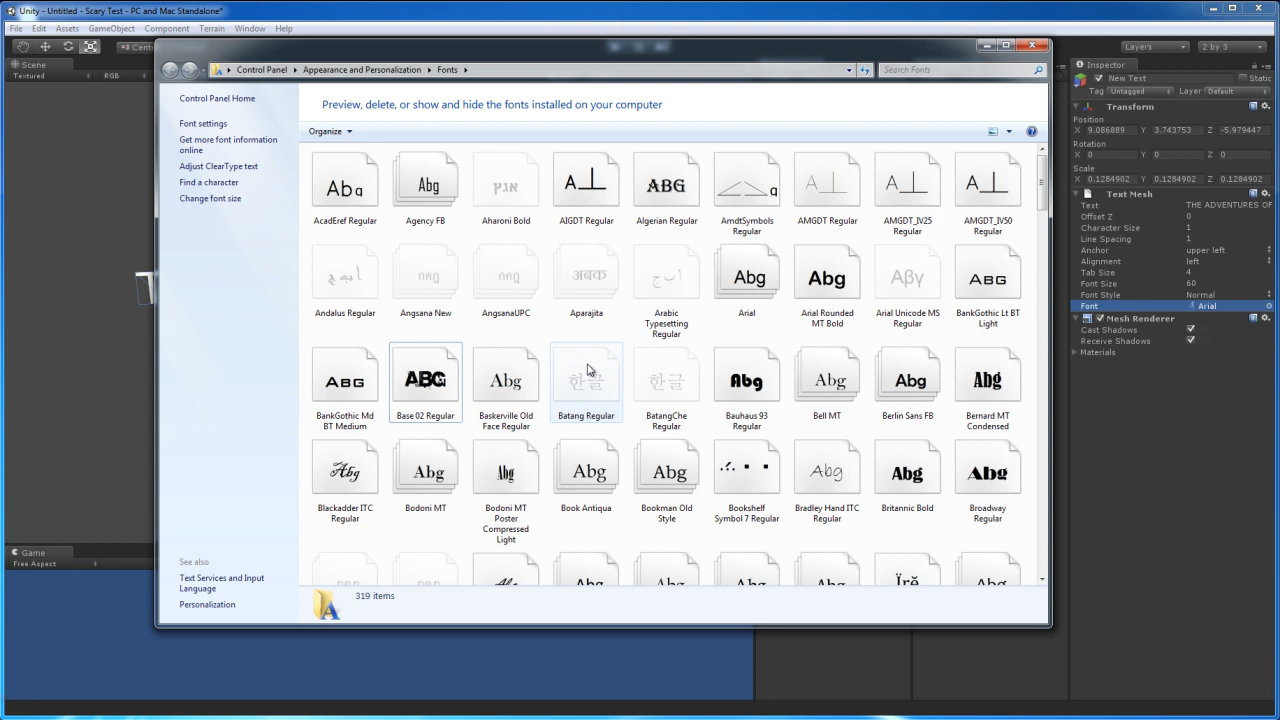 Unity - Untitled - Scary Test - PC and Mac Standalone*
File Edit Assets GameObject Component Terrain Window Help
Layers 2 by 3
Scene
Textured RGB
Control Panel Appearance and Personalization Fonts
Search Fonts
Control Panel Home
Font settings
Get more font information
online
Adjust ClearType text
Find a character
Change font size
See also
Text Services and Input
Language
Personalization
Preview, delete, or show and hide the fonts installed on your computer
Organize
AcadEref Regular Agency FB Aharoni Bold AIGDT Regular Algerian Regular AmdtSymbols Regular AMGDT Regular AMGDT_IV25 Regular AMGDT_IV50 Regular
Andalus Regular Angsana New AngsanaUPC Aparajita Arabic Typesetting Regular Arial Arial Rounded MT Bold Arial Unicode MS Regular BankGothic Lt BT Light
BankGothic Md BT Medium Base 02 Regular Baskerville Old Face Regular Batang Regular BatangChe Regular Bauhaus 93 Regular Bell MT Berlin Sans FB Bernard MT Condensed
Blackadder ITC Regular Bodoni MT Bodoni MT Poster Compressed Light Book Antiqua Bookman Old Style Bookshelf Symbol 7 Regular Bradley Hand ITC Regular Britannic Bold Broadway Regular
319 items
Inspector
New Text Static
Tag Untagged Layer Default
Transform
Position
X 9.086889 Y 3.743753 Z -5.979447
Rotation
X 0 Y 0 Z 0
Scale
X 0.1284902 Y 0.1284902 Z 0.1284902
Text Mesh
Text THE ADVENTURES OF
Offset Z 0
Character Size 1
Line Spacing 1
Anchor upper left
Alignment left
Tab Size 4
Font Size 60
Font Style Normal
Font Arial
Mesh Renderer
Cast Shadows
Receive Shadows
Materials
Game
Free Aspect